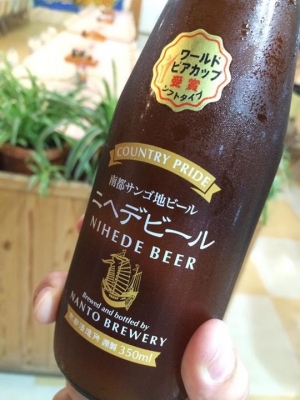 ワールド
ビアカップ
受賞
ソフトタイプ
COUNTRY PRIDE
南都サンゴ地ビール
ニヘデビール
NIHEDE BEER
Brewed and bottled by
NANTO BREWERY
350ml